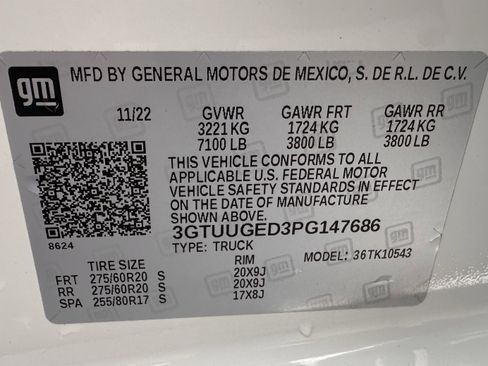 gm
MFD BY GENERAL MOTORS DE MEXICO, S. DE R.L. DE C.V.
11/22 GVWR GAWR FRT GAWR RR
3221 KG 1724 KG 1724 KG
7100 LB 3800 LB 3800 LB
THIS VEHICLE CONFORMS TO ALL
APPLICABLE U.S. FEDERAL MOTOR
VEHICLE SAFETY STANDARDS IN EFFECT
ON THE DATE OF MANUFACTURE
SHOWN ABOVE.
8624
3GTUUGED3PG147686
TYPE: TRUCK
TIRE SIZE RIM MODEL: 36TK10543
FRT 275/60R20 S 20X9J
RR 275/60R20 S 20X9J
SPA 255/80R17 S 17X8J